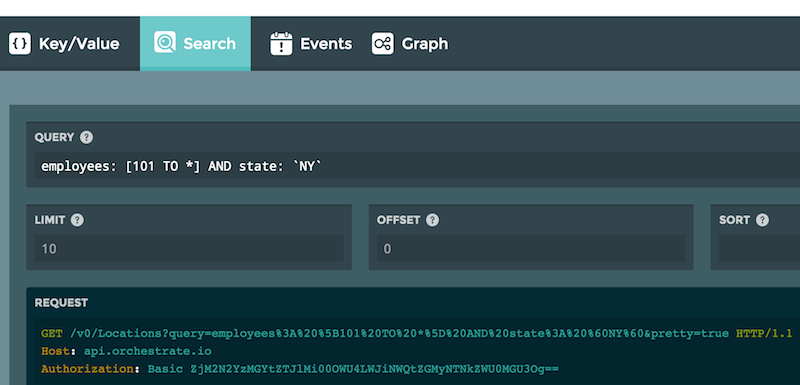 {} Key/Value Search Events Graph
QUERY ?
employees: [101 TO *] AND state: `NY`
LIMIT ? OFFSET ? SORT ?
10 0
REQUEST
GET /v0/Locations?query=employees%3A%20%5B101%20TO%20*%5D%20AND%20state%3A%20%60NY%60&pretty=true HTTP/1.1
Host: api.orchestrate.io
Authorization: Basic ZjM2N2YzMGYtZTJlMi00OWU4LWJiNWQtZGMyNTNkZWU0MGU3Og==